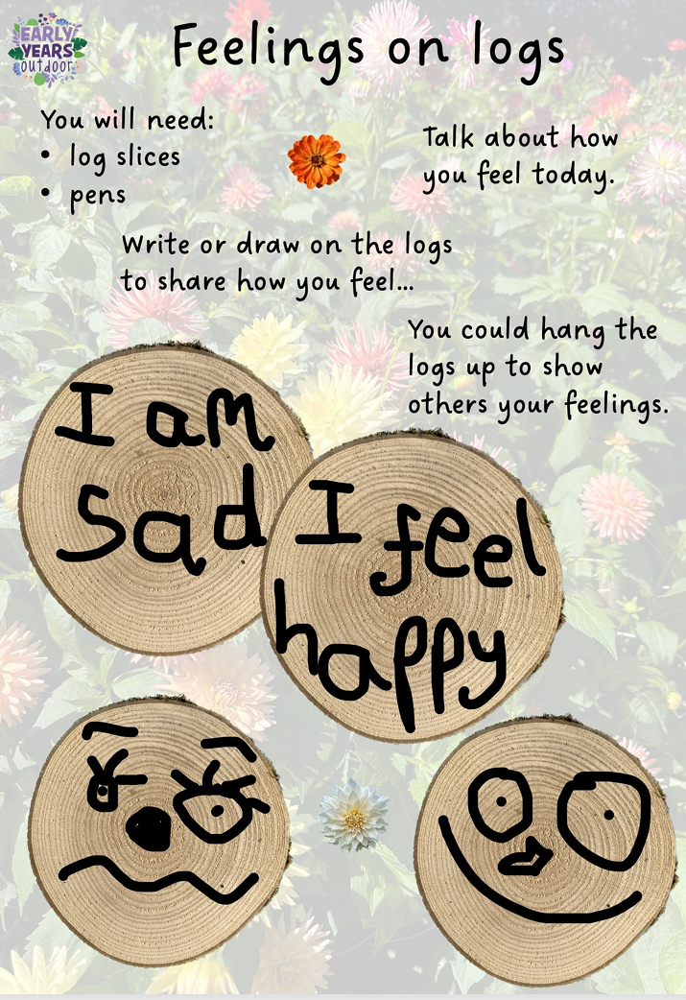 EARLY
YEARS
outdoor
Feelings on logs
You will need:
• log slices
• pens
Talk about how
you feel today.
Write or draw on the logs
to share how you feel...
You could hang the
logs up to show
others your feelings.
I am
sad
I feel
happy